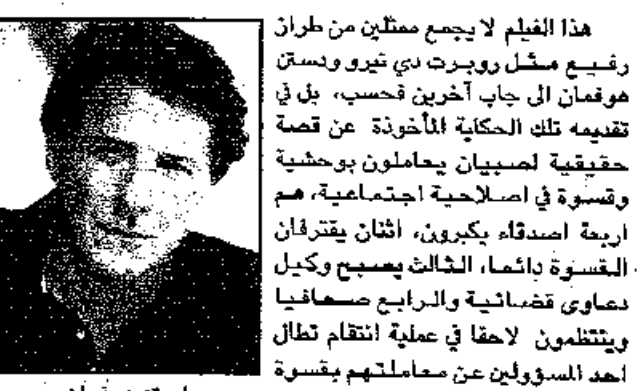 هذا الفيلم لا يجمع ممثلين من طراز
رفيع مثل روبرت دي نيرو ودستن
هوفمان الى جاب آخرين فحسب، بل في
تقديمه تلك الحكاية المأخوذة عن قصة
حقيقية لصبيان يعاملون بوحشية
وقسوة في اصلاحية اجتماعية، هم
اربعة اصدقاء يكبرون، اثنان يقترفان
القسوة دائما، الثالث يصبح وكيل
دعاوى قضائية والرابع صحافيا
وينتظمون لاحقا في عملية انتقام تطال
احد المسؤولين عن معاملتهم بقسوة